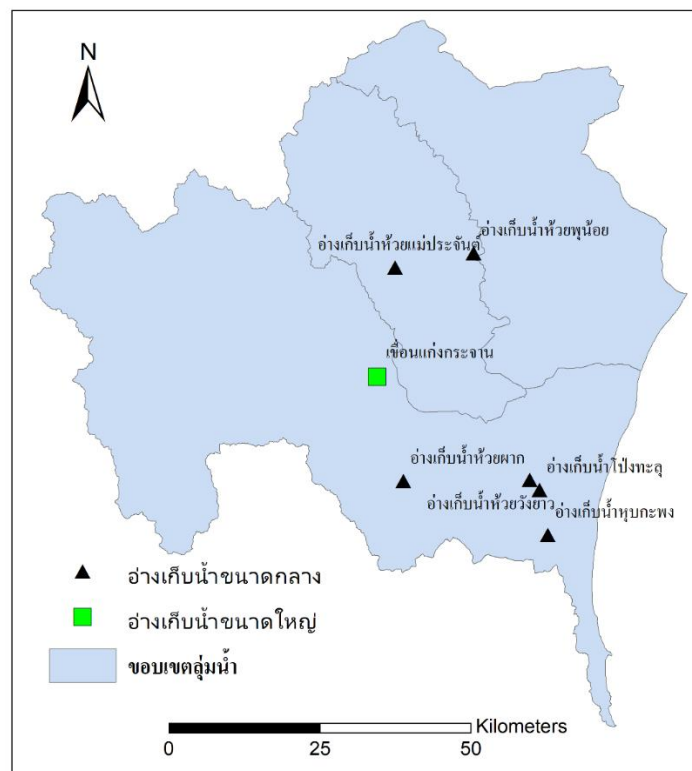 N
อ่างเก็บน้ำห้วยพุน้อย
อ่างเก็บน้ำห้วยแม่ประจันต์
เขื่อนแก่งกระจาน
อ่างเก็บน้ำห้วยผาก
อ่างเก็บน้ำโป่งทะลุ
อ่างเก็บน้ำห้วยวังยาว
อ่างเก็บน้ำหุบกะพง
อ่างเก็บน้ำขนาดกลาง
อ่างเก็บน้ำขนาดใหญ่
ขอบเขตลุ่มน้ำ
Kilometers
0 25 50